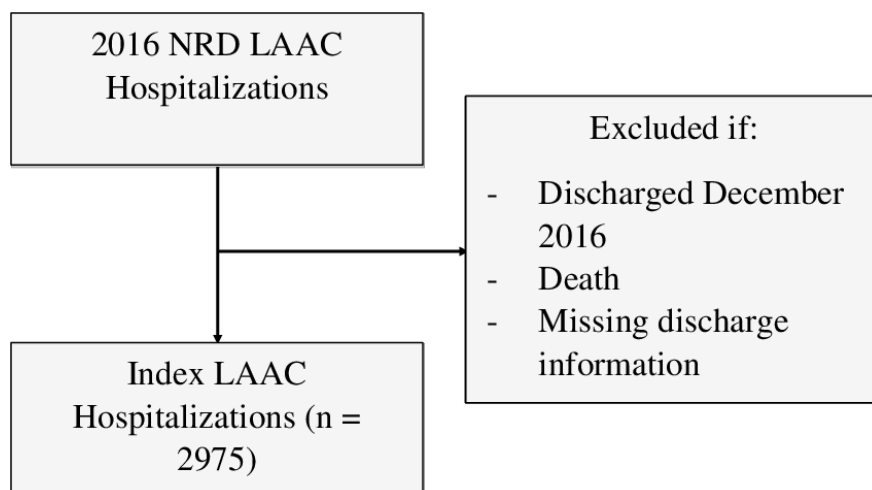 2016 NRD LAAC
Hospitalizations
Excluded if:
- Discharged December
2016
- Death
- Missing discharge
information
Index LAAC
Hospitalizations (n =
2975)